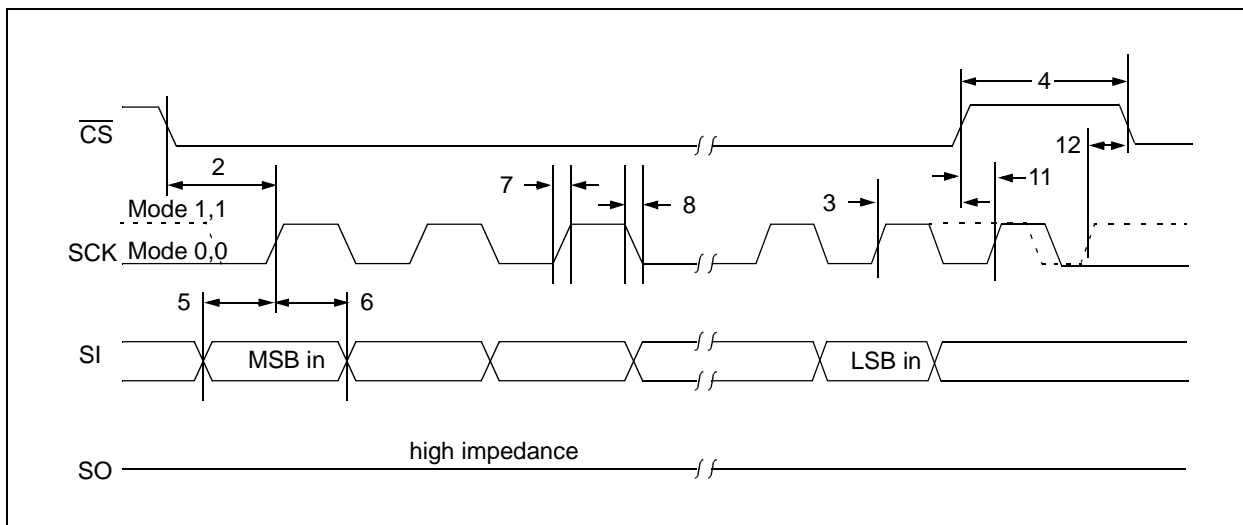 4
CS
12
2
7
11
8
3
Mode 1,1
SCK Mode 0,0
5
6
SI
MSB in
LSB in
high impedance
SO